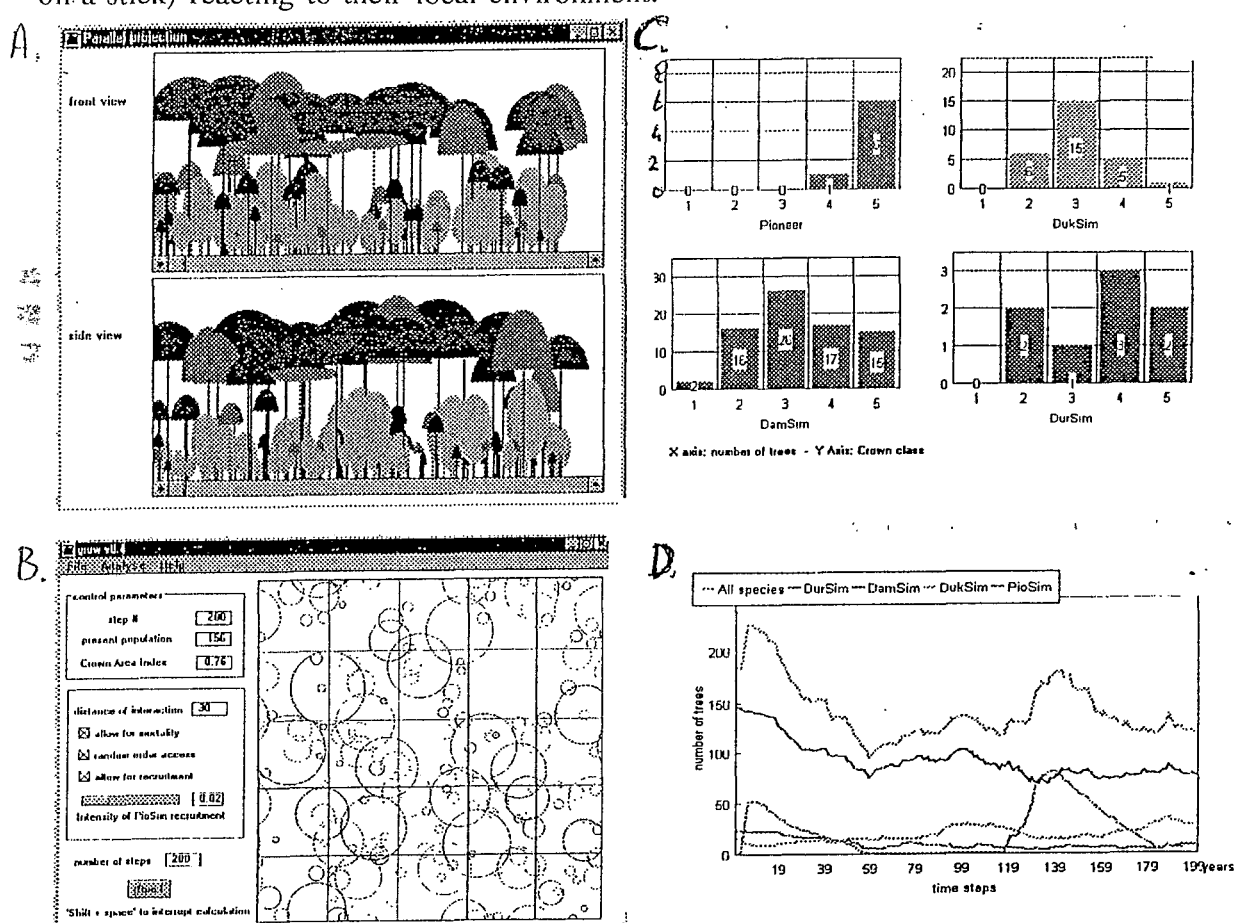 on a stick) reacting to their local environment.
A.
Parallel projection
front view
side view
B.
File Analyse Help
control parameters
step # 200
present population 156
Crown Area Index 0.76
distance of interaction 30
allow for mortality
random order access
allow for recruitment
0.02
Intensity of PioSim recruitment
number of steps 200
'Shift + space' to interrupt calculation
C.
8
6
4
2
0
0 0 0 1
1 2 3 4 5
Pioneer
20
15
10
5
0
0 6 15 5 1
1 2 3 4 5
DukSim
30
20
10
0
2 16 26 17 15
1 2 3 4 5
DamSim
3
2
1
0
0 2 1 3 2
1 2 3 4 5
DurSim
X axis: number of trees - Y Axis: Crown class
D.
All species DurSim DamSim DukSim PioSim
number of trees
200
150
100
50
0
19 39 59 79 99 119 139 159 179 199 years
time steps